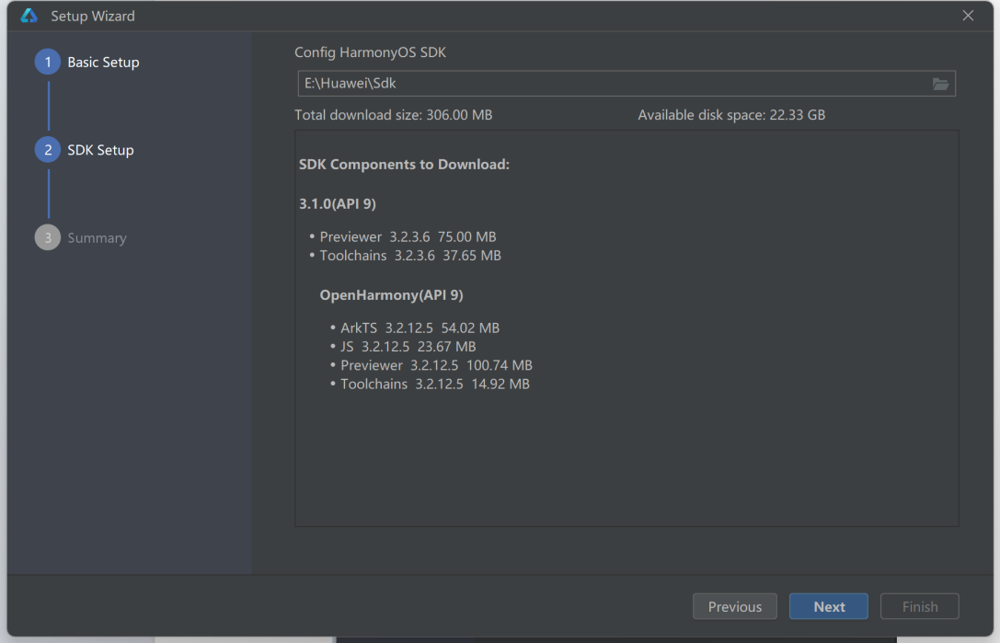 Setup Wizard
1 Basic Setup
2 SDK Setup
3 Summary
Config HarmonyOS SDK
E:\Huawei\Sdk
Total download size: 306.00 MB Available disk space: 22.33 GB
SDK Components to Download:
3.1.0(API 9)
• Previewer 3.2.3.6 75.00 MB
• Toolchains 3.2.3.6 37.65 MB
OpenHarmony(API 9)
• ArkTS 3.2.12.5 54.02 MB
• JS 3.2.12.5 23.67 MB
• Previewer 3.2.12.5 100.74 MB
• Toolchains 3.2.12.5 14.92 MB
Previous Next Finish